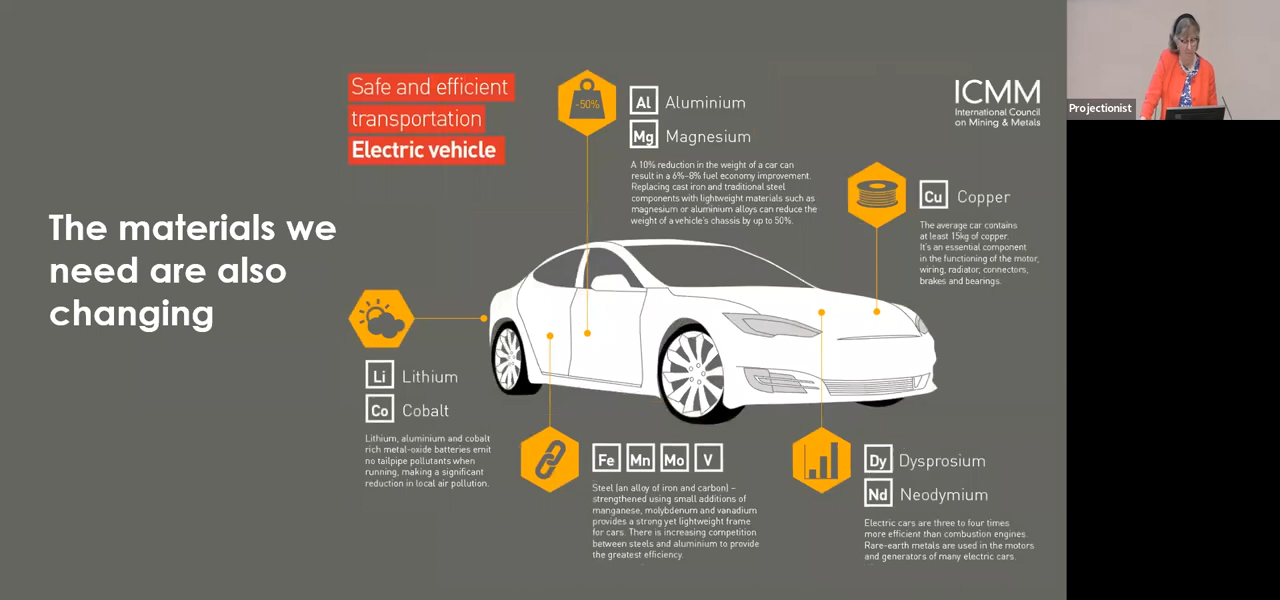 The materials we
need are also
changing
Safe and efficient
transportation
Electric vehicle
-50%
Al Aluminium
Mg Magnesium
A 10% reduction in the weight of a car can
result in a 6%–8% fuel economy improvement.
Replacing cast iron and traditional steel
components with lightweight materials such as
magnesium or aluminium alloys can reduce the
weight of a vehicle's chassis by up to 50%.
ICMM
International Council
on Mining & Metals
Cu Copper
The average car contains
at least 15kg of copper.
It's an essential component
in the functioning of the motor,
wiring, radiator, connectors,
brakes and bearings.
Li Lithium
Co Cobalt
Lithium, aluminium and cobalt
rich metal-oxide batteries emit
no tailpipe pollutants when
running, making a significant
reduction in local air pollution.
Fe Mn Mo V
Steel (an alloy of iron and carbon) –
strengthened using small additions of
manganese, molybdenum and vanadium
provides a strong yet lightweight frame
for cars. There is increasing competition
between steels and aluminium to provide
the greatest efficiency.
Dy Dysprosium
Nd Neodymium
Electric cars are three to four times
more efficient than combustion engines.
Rare-earth metals are used in the motors
and generators of many electric cars.
Projectionist